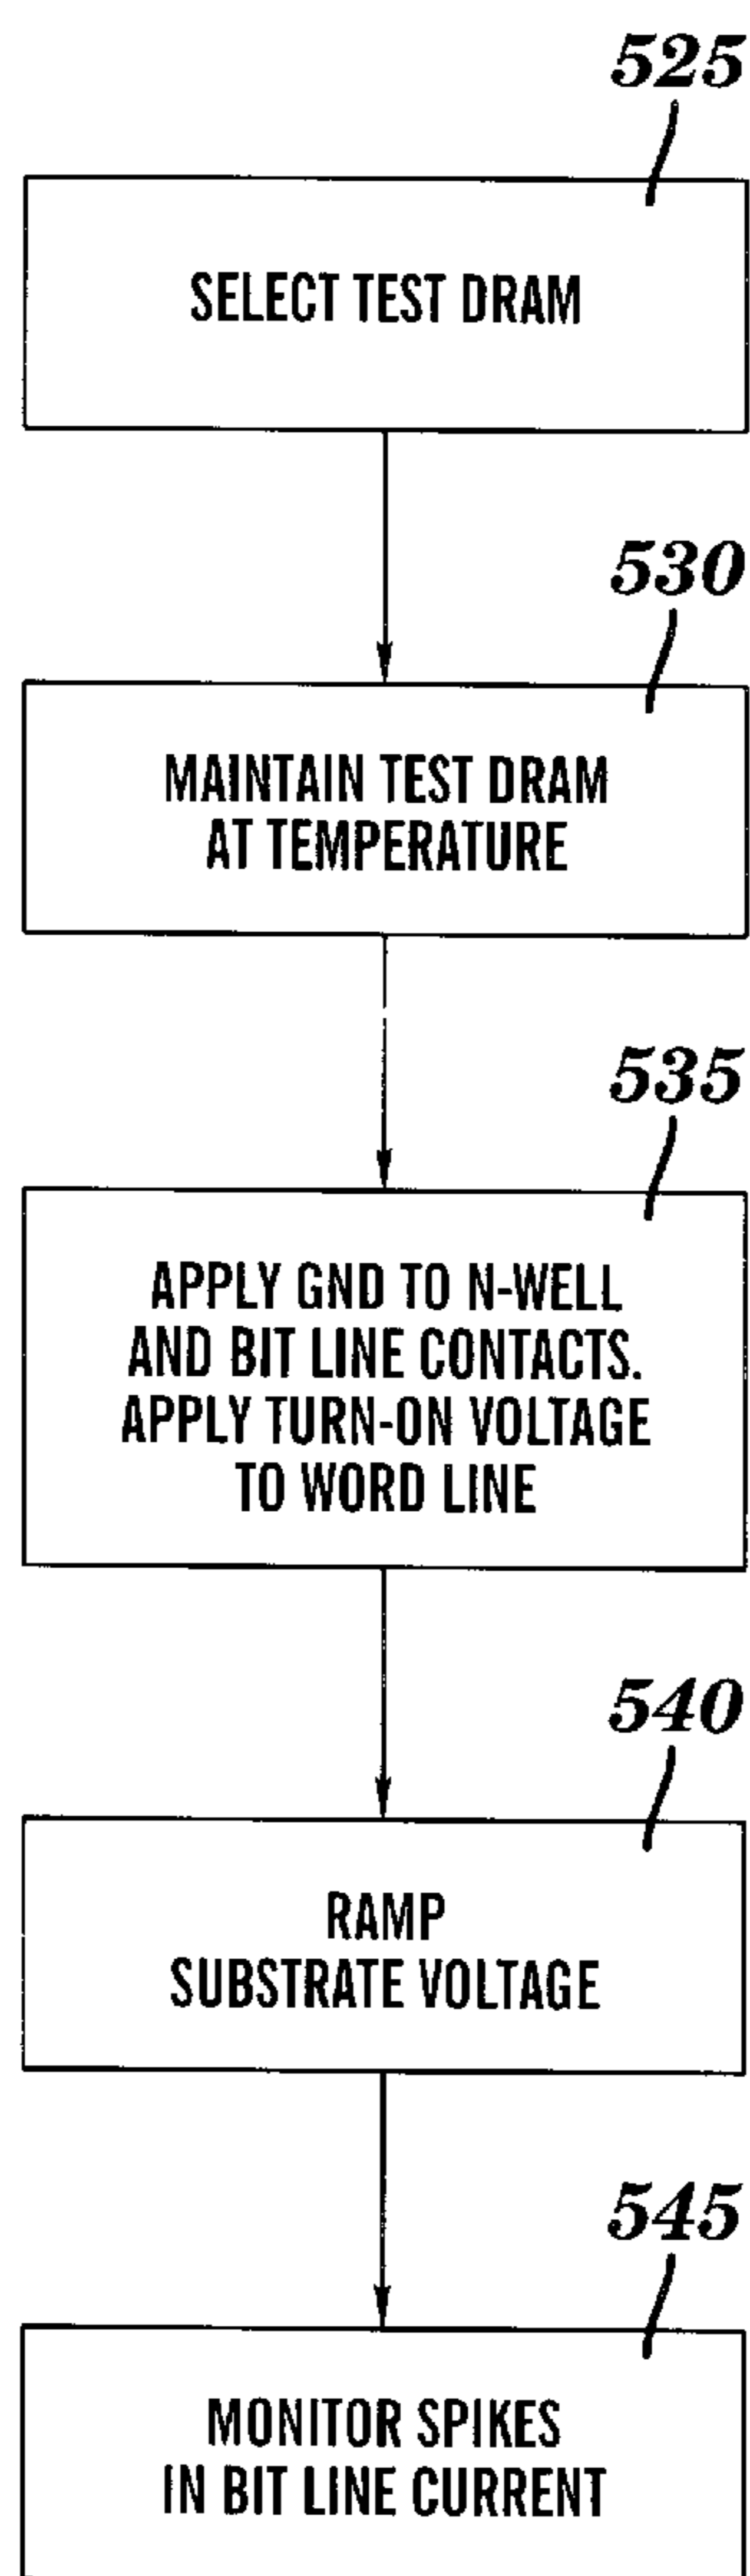 525
SELECT TEST DRAM
530
MAINTAIN TEST DRAM
AT TEMPERATURE
535
APPLY GND TO N-WELL
AND BIT LINE CONTACTS.
APPLY TURN-ON VOLTAGE
TO WORD LINE
540
RAMP
SUBSTRATE VOLTAGE
545
MONITOR SPIKES
IN BIT LINE CURRENT